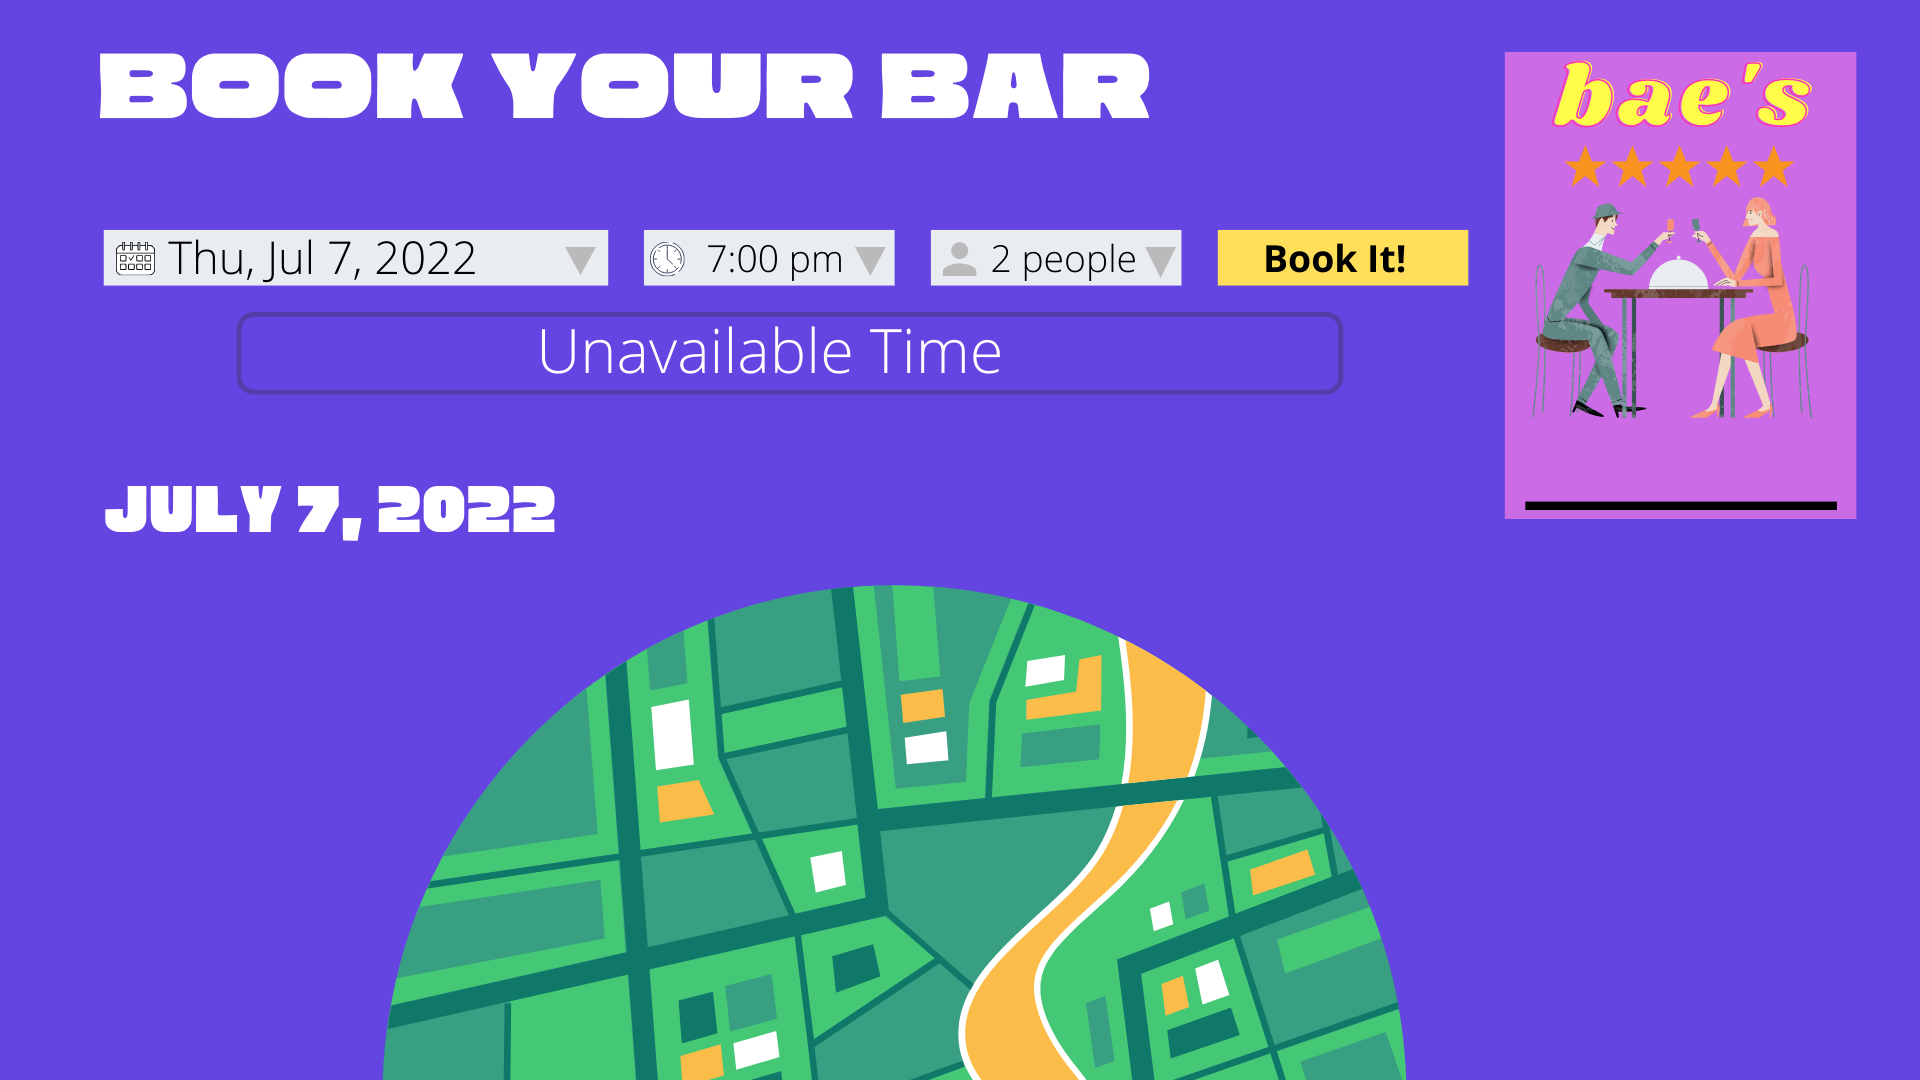 BOOK YOUR BAR
bae's
Thu, Jul 7, 2022
7:00 pm
2 people
Book It!
Unavailable Time
JULY 7, 2022